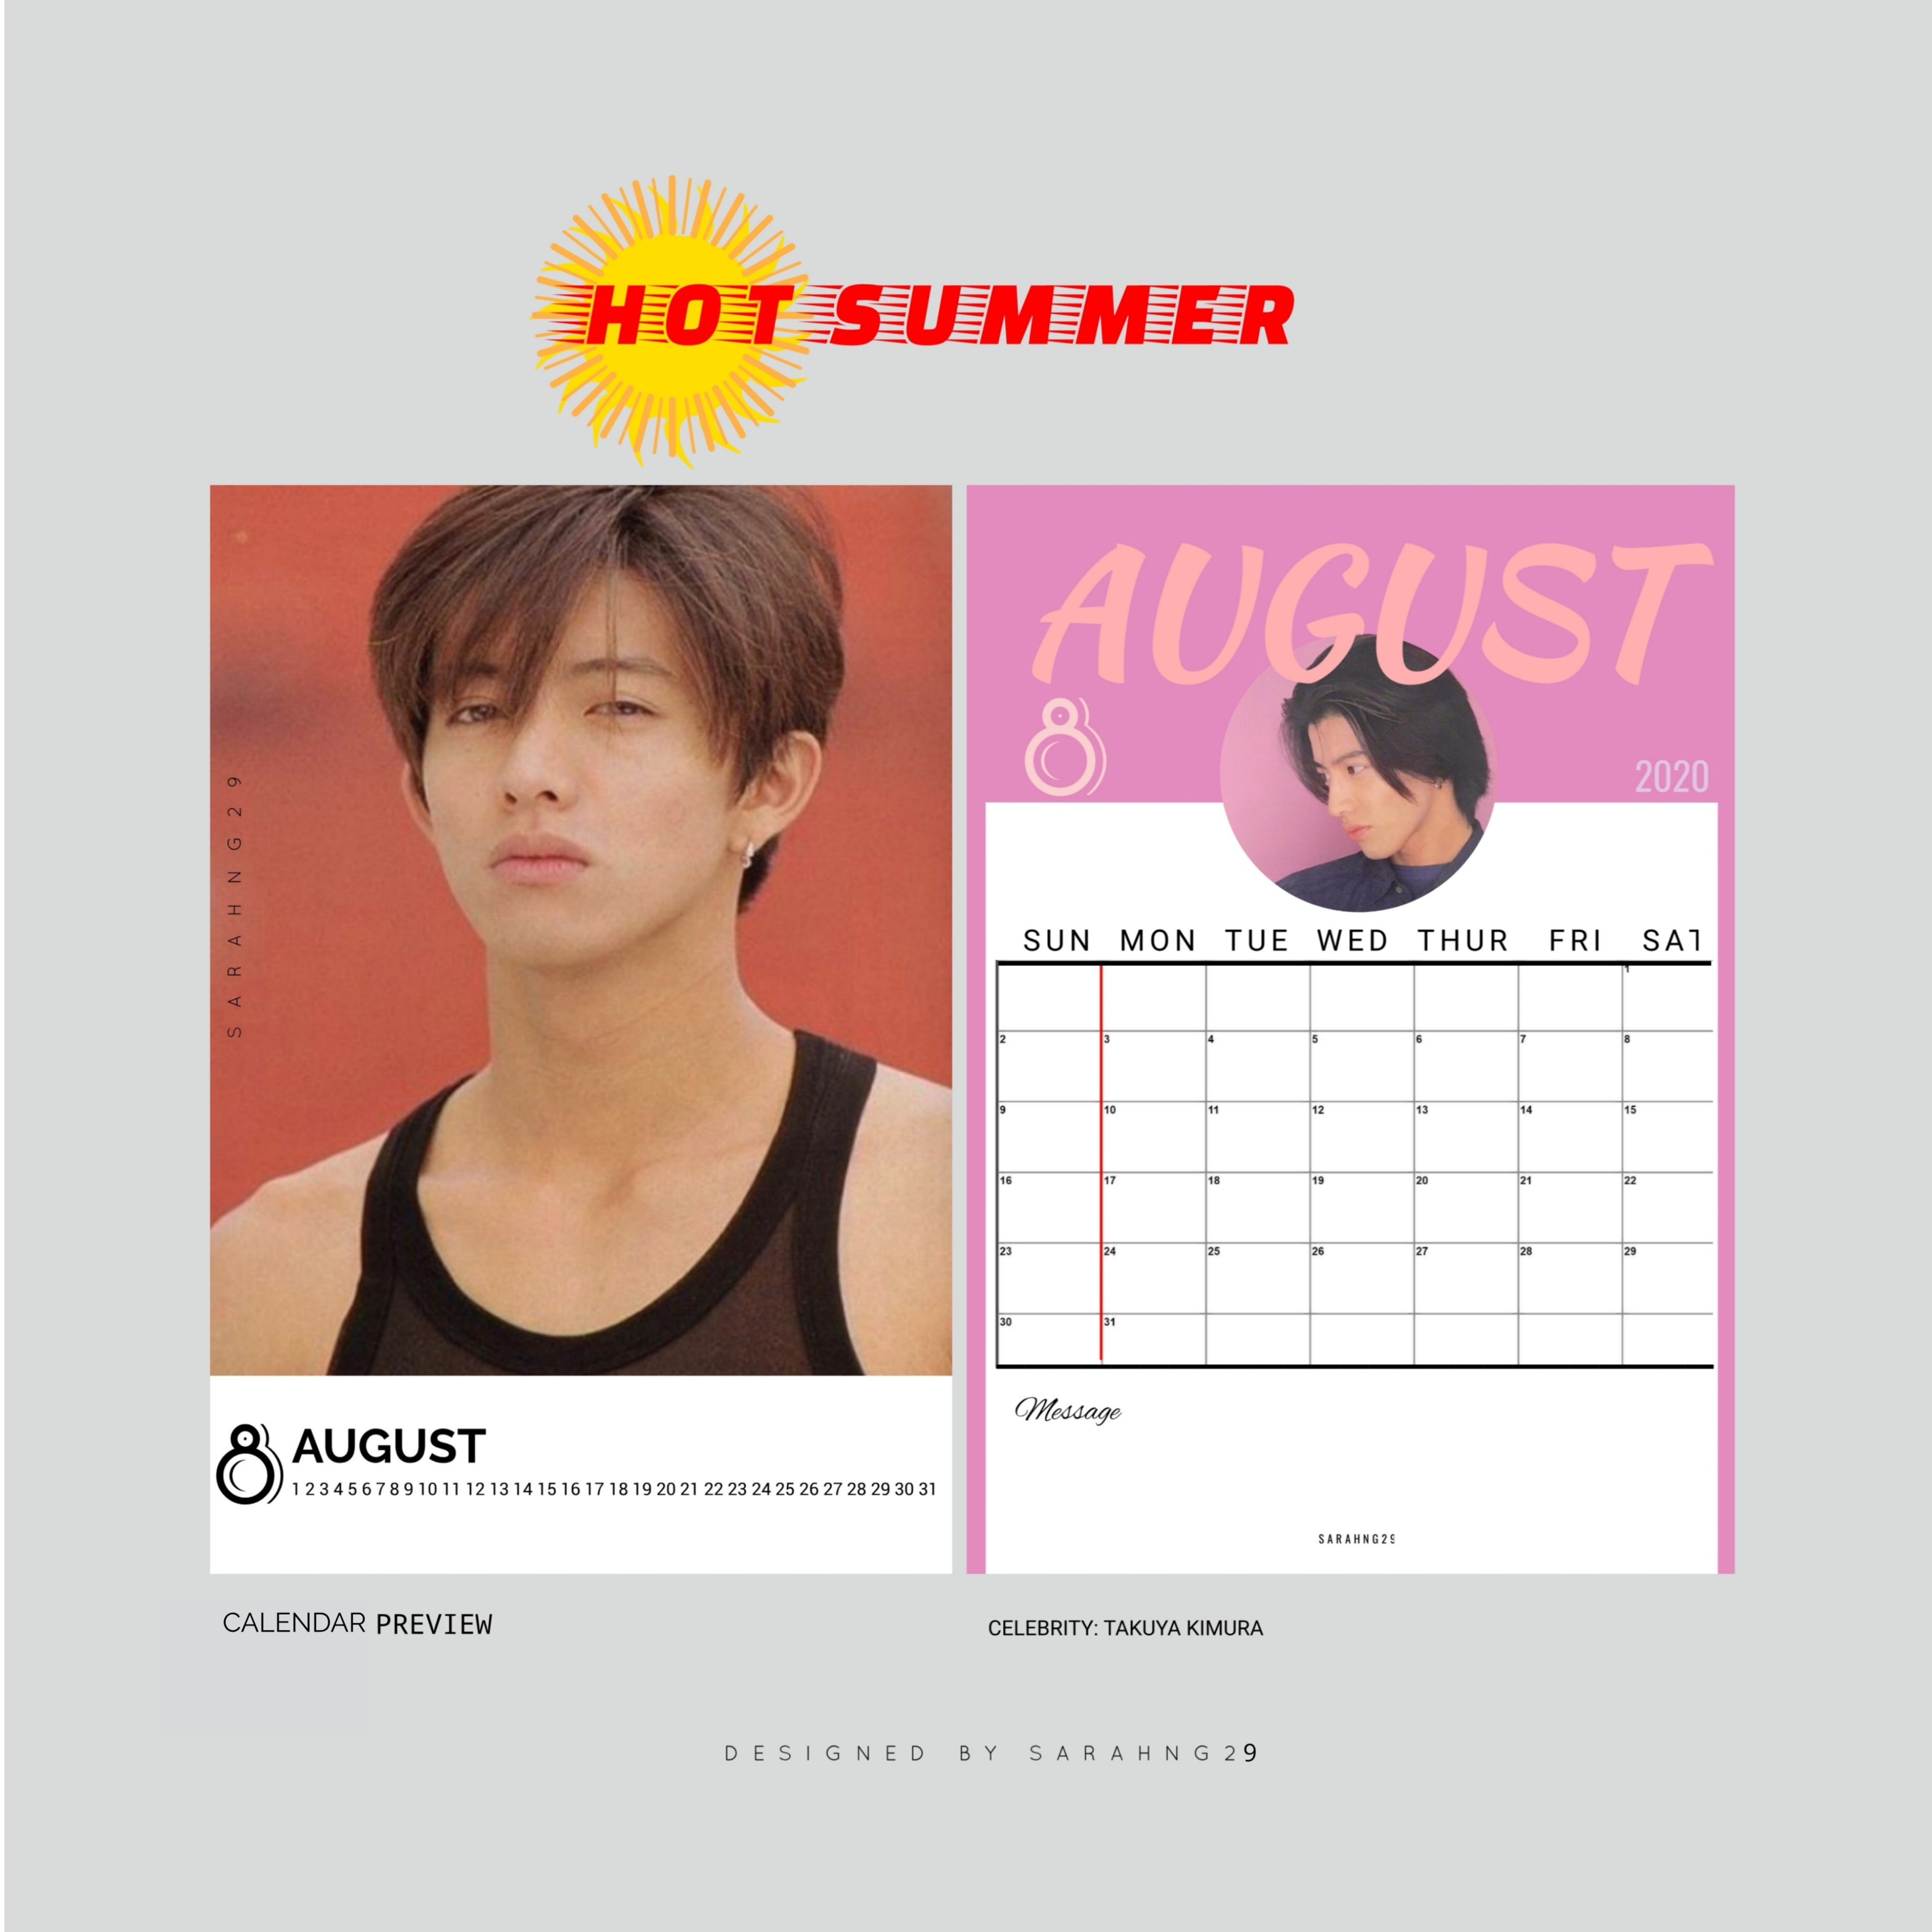 HOT SUMMER
SARAHNG29
8 AUGUST
1 2 3 4 5 6 7 8 9 10 11 12 13 14 15 16 17 18 19 20 21 22 23 24 25 26 27 28 29 30 31
AUGUST
8
2020
SUN MON TUE WED THUR FRI SAT
1
2 3 4 5 6 7 8
9 10 11 12 13 14 15
16 17 18 19 20 21 22
23 24 25 26 27 28 29
30 31
Message
SARAHNG29
CALENDAR PREVIEW
CELEBRITY: TAKUYA KIMURA
DESIGNED BY SARAHNG29